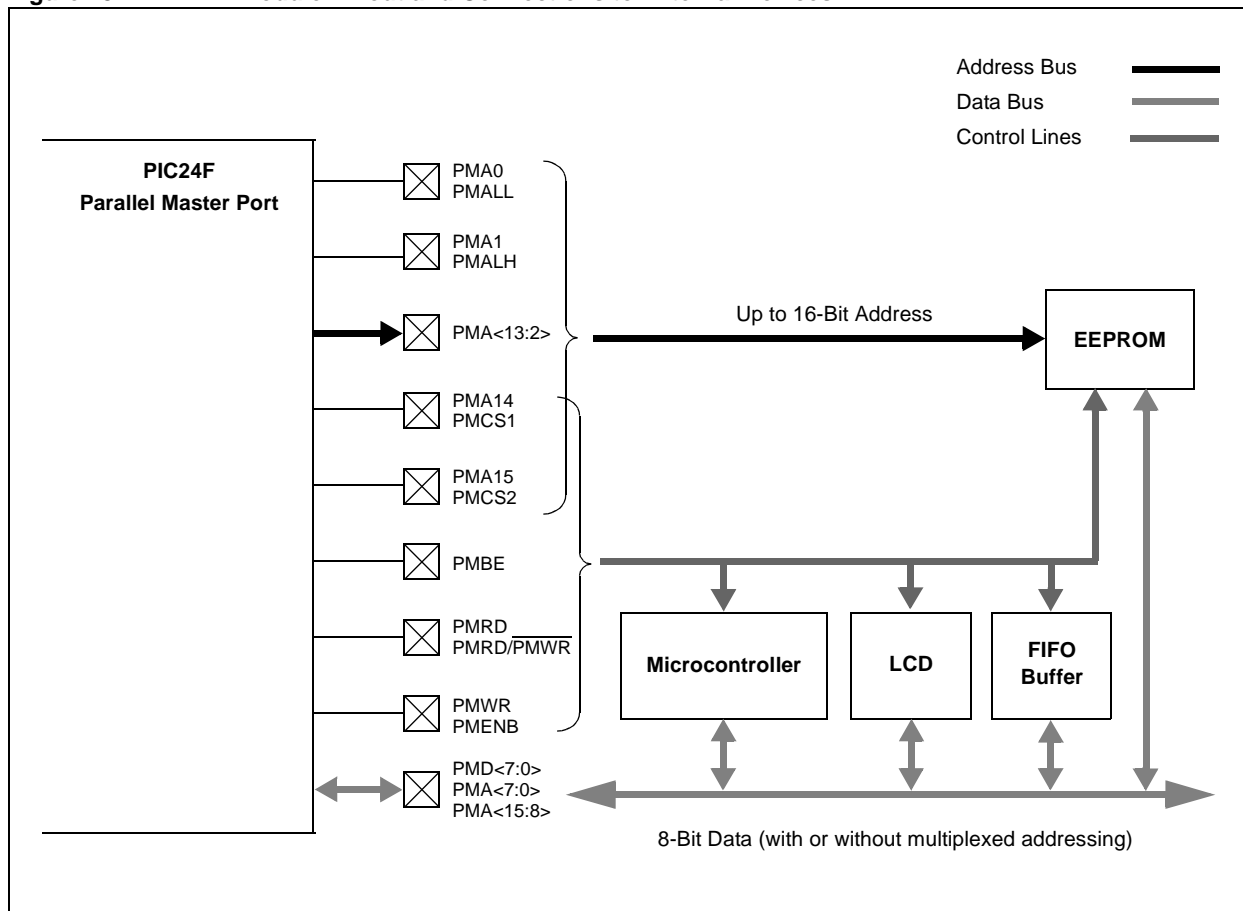 Address Bus
Data Bus
Control Lines
PIC24F
Parallel Master Port
PMA0
PMALL
PMA1
PMALH
PMA<13:2>
Up to 16-Bit Address
EEPROM
PMA14
PMCS1
PMA15
PMCS2
PMBE
PMRD
PMRD/PMWR
Microcontroller
LCD
FIFO
Buffer
PMWR
PMENB
PMD<7:0>
PMA<7:0>
PMA<15:8>
8-Bit Data (with or without multiplexed addressing)